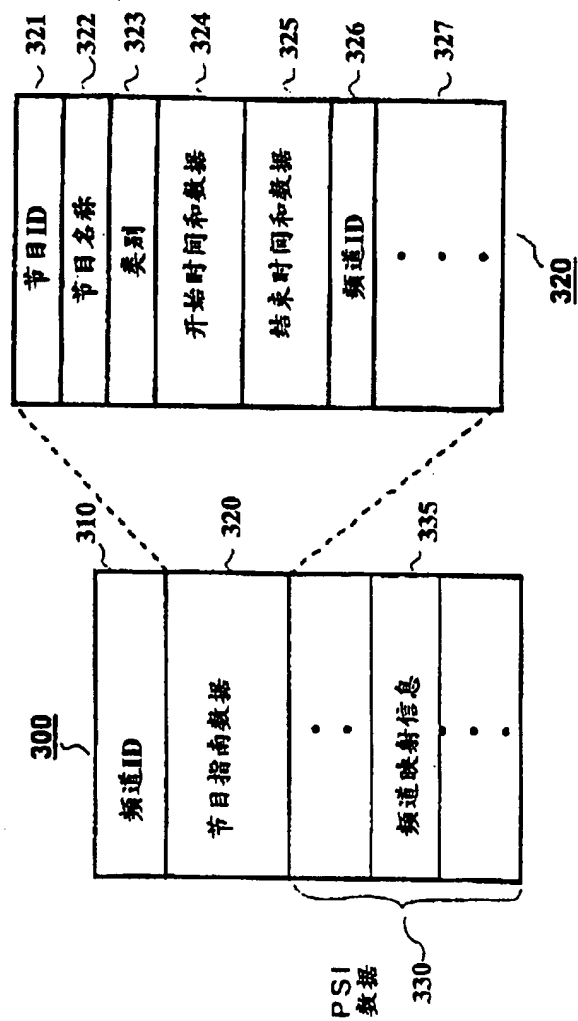 300
频道ID
310
节目指南数据
320
频道映射信息
335
PSI
数据
330
节目ID
321
节目名称
322
类别
323
开始时间和数据
324
结束时间和数据
325
频道ID
326
327
320